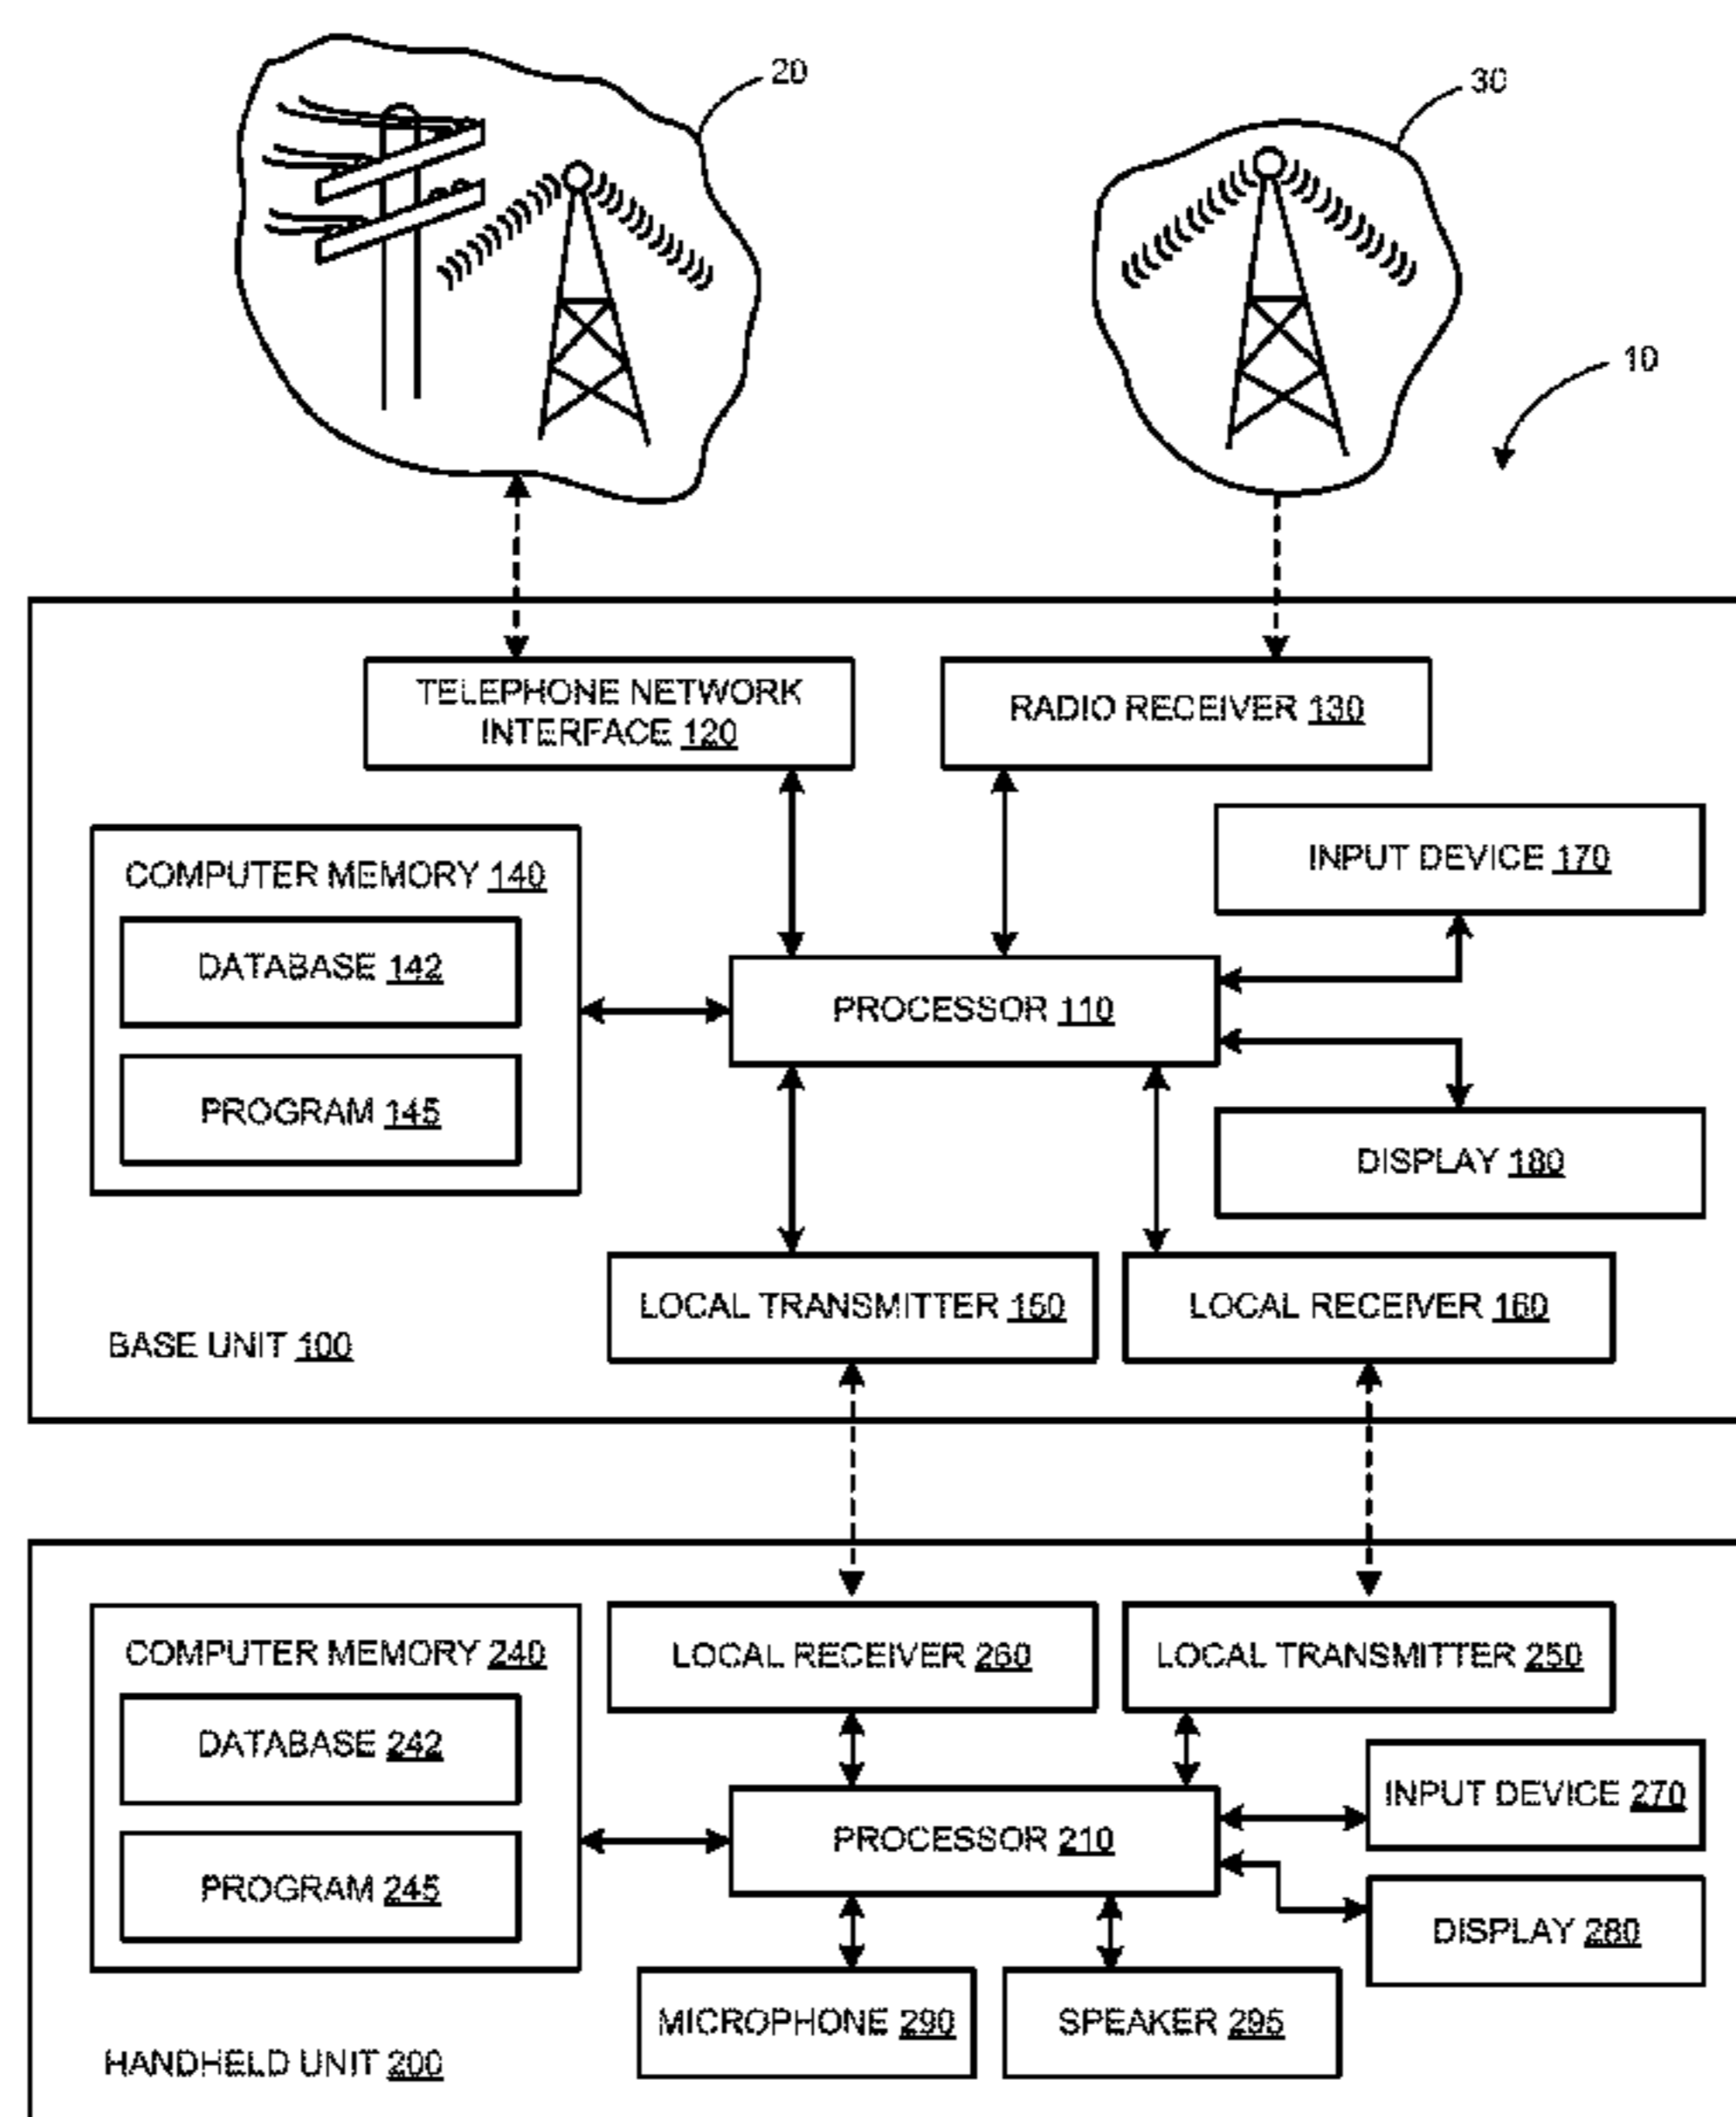 20
30
10
TELEPHONE NETWORK
INTERFACE 120
RADIO RECEIVER 130
COMPUTER MEMORY 140
INPUT DEVICE 170
DATABASE 142
PROCESSOR 110
PROGRAM 145
DISPLAY 180
LOCAL TRANSMITTER 150
LOCAL RECEIVER 160
BASE UNIT 100
COMPUTER MEMORY 240
LOCAL RECEIVER 260
LOCAL TRANSMITTER 250
DATABASE 242
INPUT DEVICE 270
PROCESSOR 210
PROGRAM 245
DISPLAY 280
MICROPHONE 290
SPEAKER 295
HANDHELD UNIT 200